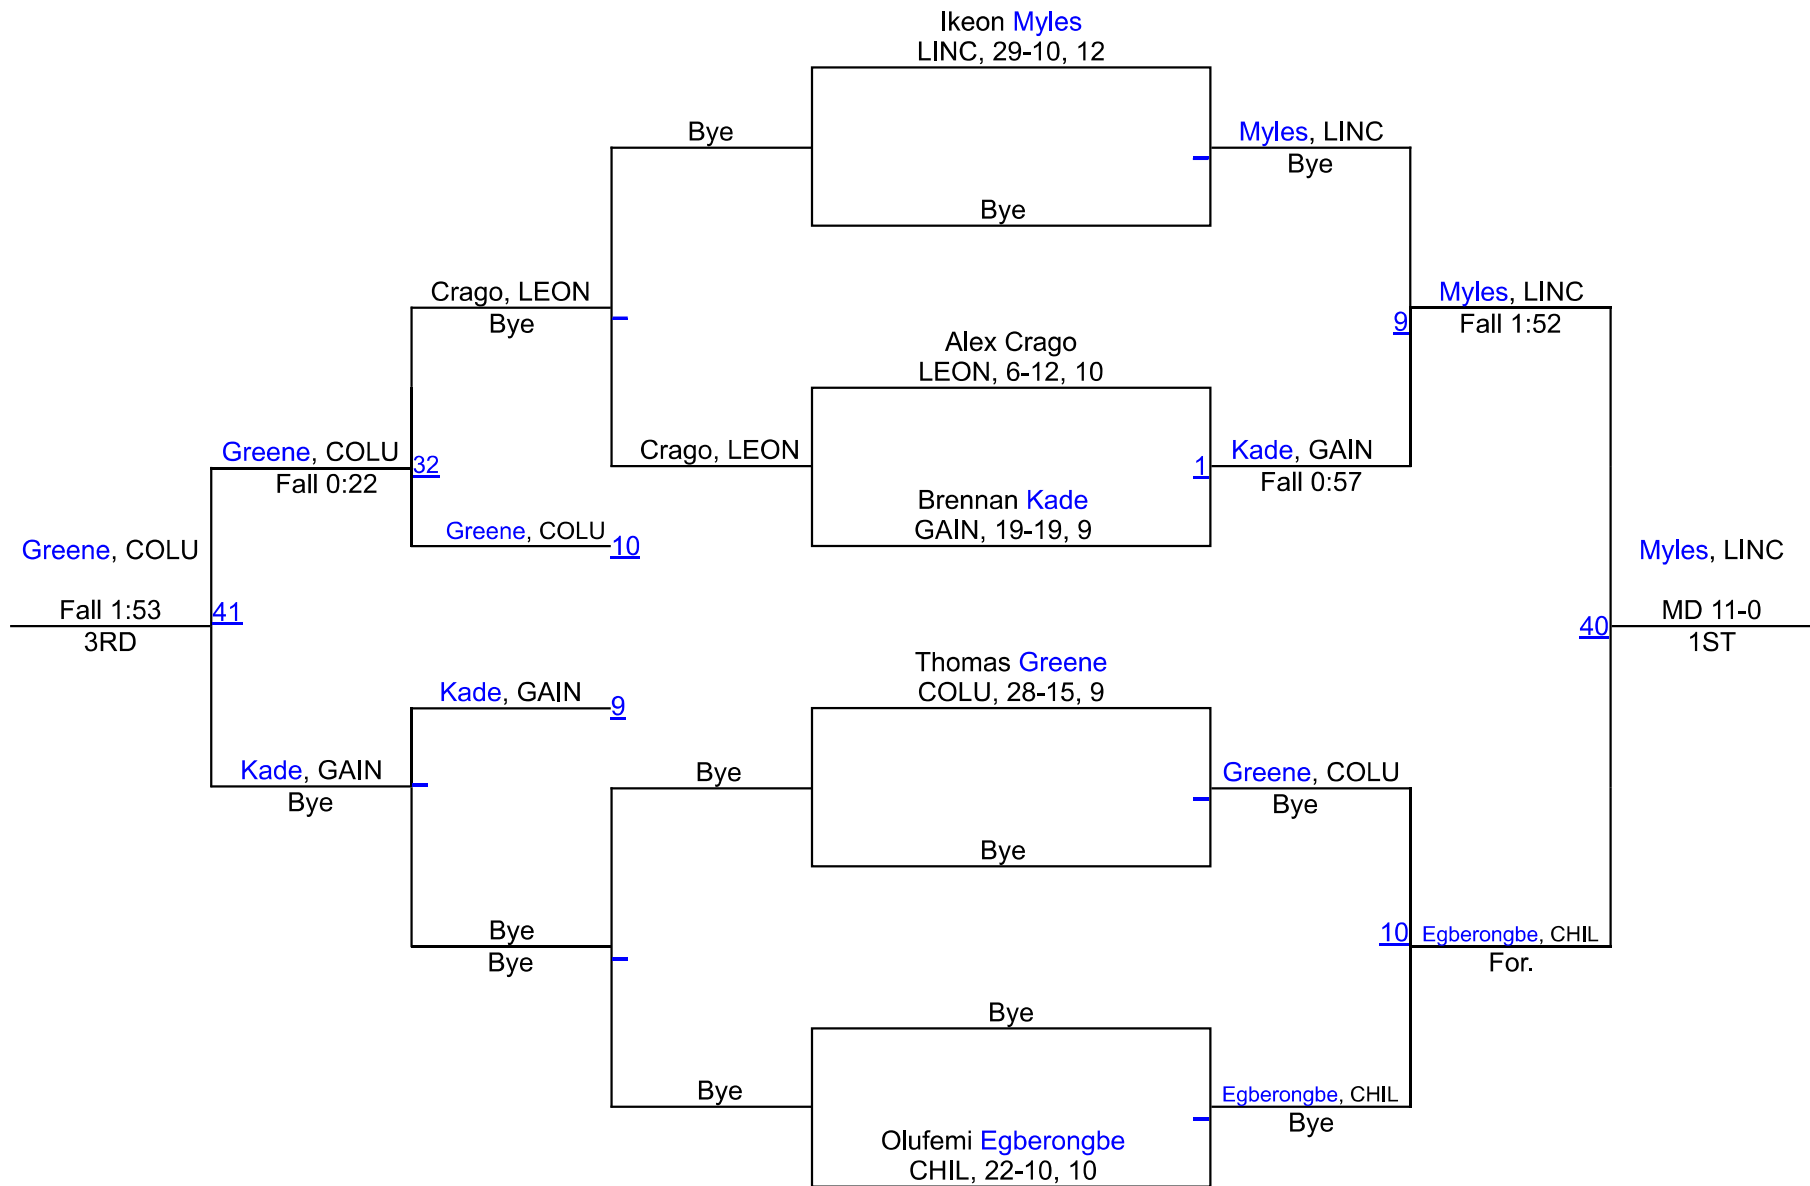 Ikeon Myles
LINC, 29-10, 12
Bye
Myles, LINC
Bye
Bye
Crago, LEON
Bye
Myles, LINC
9
Fall 1:52
Alex Crago
LEON, 6-12, 10
Greene, COLU
32
Fall 0:22
Crago, LEON
1
Kade, GAIN
Fall 0:57
Brennan Kade
GAIN, 19-19, 9
Greene, COLU
10
Greene, COLU
Fall 1:53
41
3RD
Myles, LINC
40
MD 11-0
1ST
Thomas Greene
COLU, 28-15, 9
Kade, GAIN
9
Kade, GAIN
Bye
Bye
Greene, COLU
Bye
Bye
Bye
Bye
10
Egberongbe, CHIL
For.
Bye
Bye
Egberongbe, CHIL
Bye
Olufemi Egberongbe
CHIL, 22-10, 10